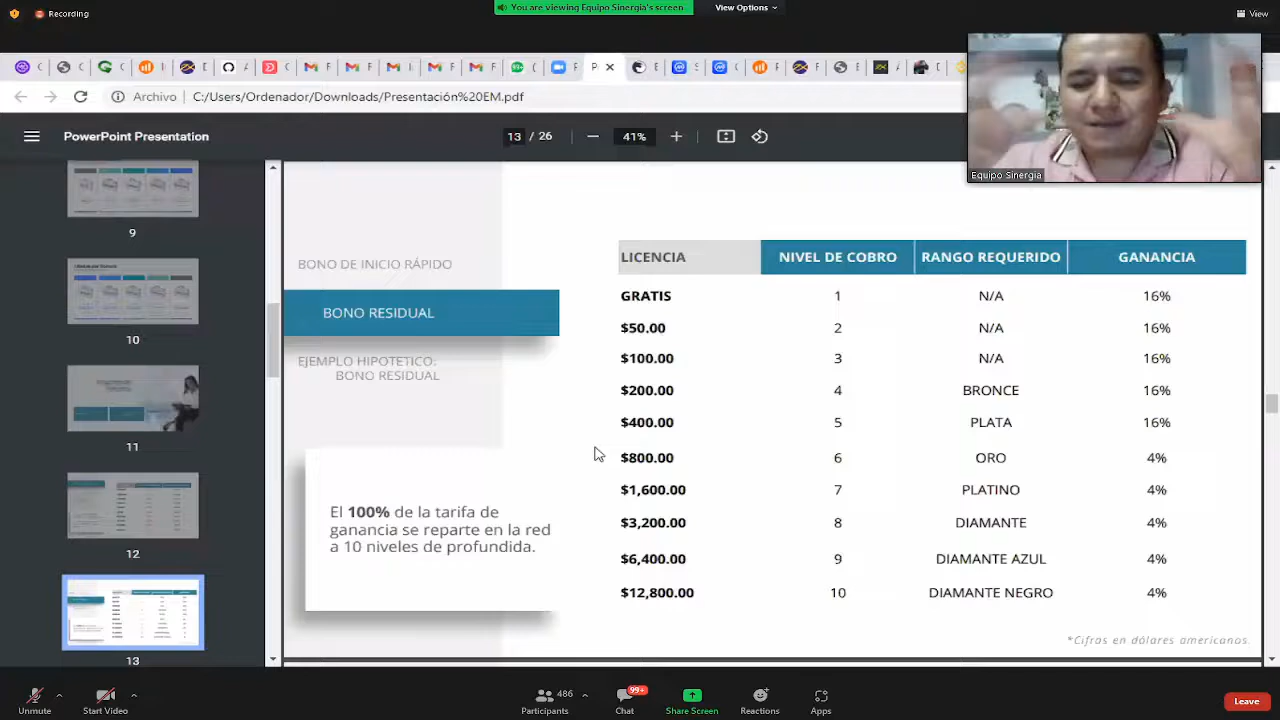 Recording
You are viewing Equipo Sinergia's screen
View Options
View
Archivo
C:/Users/Ordenador/Downloads/Presentación%20EM.pdf
PowerPoint Presentation
13 / 26
41%
Equipo Sinergia
9
10
11
12
13
BONO DE INICIO RÁPIDO
BONO RESIDUAL
EJEMPLO HIPOTETICO:
BONO RESIDUAL
El 100% de la tarifa de
ganancia se reparte en la red
a 10 niveles de profundida.
LICENCIA NIVEL DE COBRO RANGO REQUERIDO GANANCIA
GRATIS 1 N/A 16%
$50.00 2 N/A 16%
$100.00 3 N/A 16%
$200.00 4 BRONCE 16%
$400.00 5 PLATA 16%
$800.00 6 ORO 4%
$1,600.00 7 PLATINO 4%
$3,200.00 8 DIAMANTE 4%
$6,400.00 9 DIAMANTE AZUL 4%
$12,800.00 10 DIAMANTE NEGRO 4%
*Cifras en dólares americanos.
Unmute
Start Video
486
Participants
99+
Chat
Share Screen
Reactions
Apps
Leave